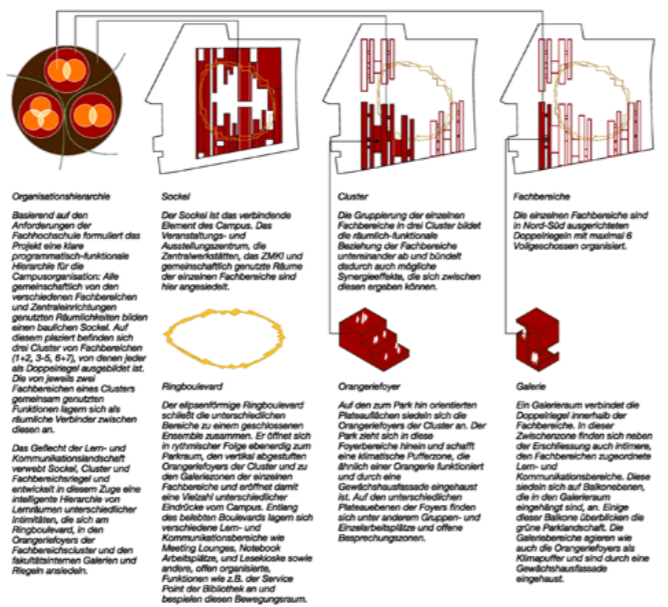 Organisationshierarchie
Basierend auf den
Anforderungen der
Fachhochschule formuliert das
Projekt eine klare
programmatisch-funktionale
Hierarchie für die
Campusorganisation: Alle
gemeinschaftlich von den
verschiedenen Fachbereichen
und Zentraleinrichtungen
genutzten Räumlichkeiten bilden
einen baulichen Sockel. Auf
diesem plaziert befinden sich
drei Cluster von Fachbereichen
(1+2, 3-5, 6+7), von denen jeder
als Doppelriegel ausgebildet ist.
Die von jeweils zwei
Fachbereichen eines Clusters
gemeinsam genutzten
Funktionen lagern sich als
räumliche Verbinder zwischen
diesen an.
Das Geflecht der Lern- und
Kommunikationslandschaft
verwebt Sockel, Cluster und
Fachbereichsriegel und
entwickelt in diesem Zuge eine
intelligente Hierarchie von
Lernräumen unterschiedlicher
Intimitäten, die sich am
Ringboulevard, in den
Orangeriefoyers der
Fachbereichscluster und den
fakultätsinternen Galerien und
Riegeln ansiedeln.
Sockel
Der Sockel ist das verbindende
Element des Campus. Das
Veranstaltungs- und
Ausstellungszentrum, die
Zentralwerkstätten, das ZMKI und
gemeinschaftlich genutzte Räume
der einzelnen Fachbereiche sind
hier angesiedelt.
Ringboulevard
Der elipsenförmige Ringboulevard
schließt die unterschiedlichen
Bereiche zu einem geschlossenen
Ensemble zusammen. Er öffnet sich
in rytmischer Folge ebenerdig zum
Parkraum, den vertikal abgestuften
Orangeriefoyers der Cluster und zu
den Galeriezonen der einzelnen
Fachbereiche und eröffnet damit
eine Vielzahl unterschiedlicher
Eindrücke vom Campus. Entlang
des belebten Boulevards lagern sich
verschiedene Lern- und
Kommunikationsbereiche wie
Meeting Lounges, Notebook
Arbeitsplätze, und Lesekioske sowie
andere, offen organisierte,
Funktionen wie z.B. der Service
Point der Bibliothek an und
bespielen diesen Bewegungsraum.
Cluster
Die Gruppierung der einzelnen
Fachbereiche in drei Cluster bildet
die räumlich-funktionale
Beziehung der Fachbereiche
untereinander ab und bündelt
dadurch auch mögliche
Synergieeffekte, die sich zwischen
diesen ergeben können.
Orangeriefoyer
Auf den zum Park hin orientierten
Plateauflächen siedeln sich die
Orangeriefoyers der Cluster an. Der
Park zieht sich in diese
Foyerbereiche hinein und schafft
eine klimatische Pufferzone, die
ähnlich einer Orangerie funktioniert
und durch eine
Gewächshausfassade eingehaust
ist. Auf den unterschiedlichen
Plateauebenen der Foyers finden
sich unter anderem Gruppen- und
Einzelarbeitsplätze und offene
Besprechungszonen.
Fachbereiche
Die einzelnen Fachbereiche sind
in Nord-Süd ausgerichteten
Doppelriegeln mit maximal 6
Vollgeschossen organisiert.
Galerie
Ein Galerieraum verbindet die
Doppelriegel innerhalb der
Fachbereiche. In dieser
Zwischenzone finden sich neben
der Erschliessung auch intimere,
den Fachbereichen zugeordnete
Lern- und
Kommunikationsbereiche. Diese
siedeln sich auf Balkonebenen,
die in den Galerieraum
eingehängt sind, an. Einige
dieser Balkone überblicken die
grüne Parklandschaft. Die
Galeriebereiche agieren wie
auch die Orangeriefoyers als
Klimapuffer und sind durch eine
Gewächshausfassade
eingehaust.